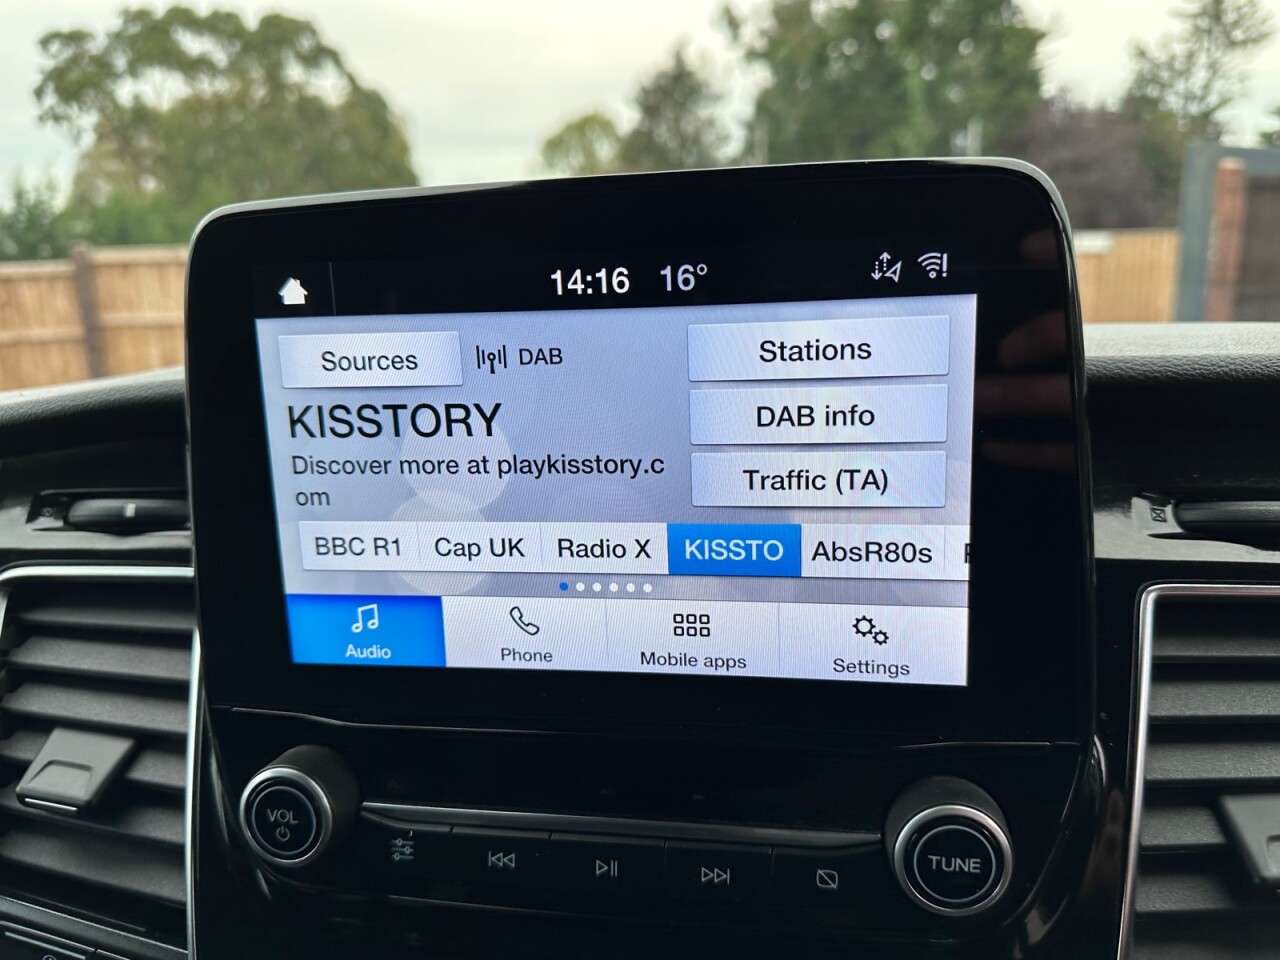 14:16 16°
Sources DAB Stations
KISSTORY DAB info
Discover more at playkisstory.c
om
Traffic (TA)
BBC R1 Cap UK Radio X KISSTO AbsR80s
Audio Phone Mobile apps Settings
VOL
TUNE